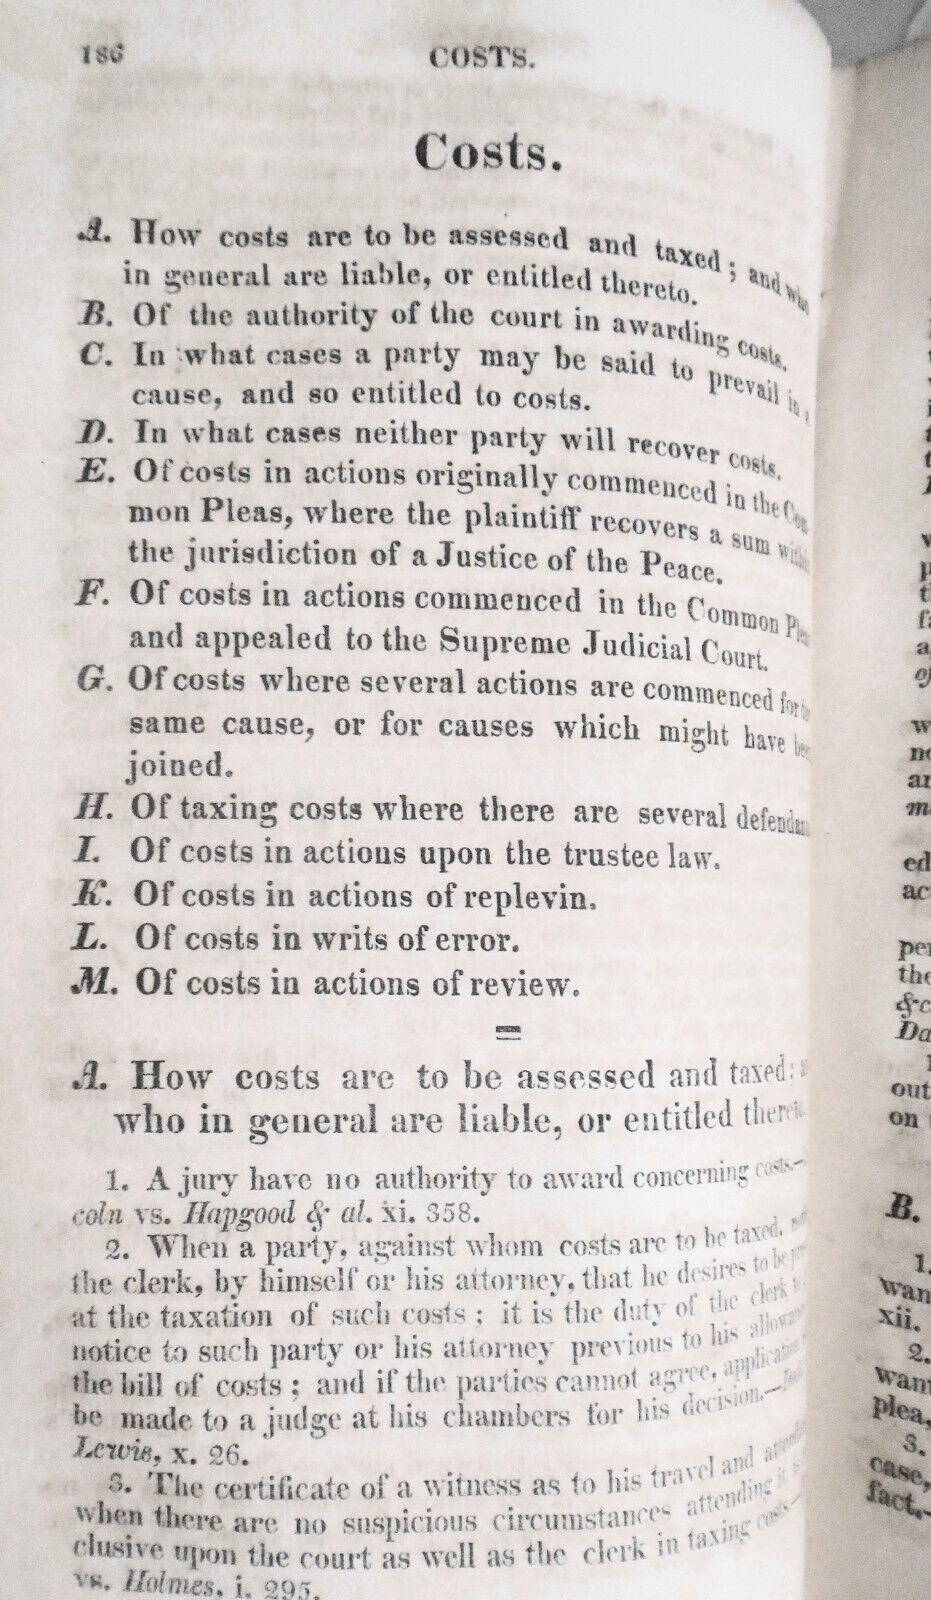 186 COSTS.
Costs.
A. How costs are to be assessed and taxed; and who
in general are liable, or entitled thereto.
B. Of the authority of the court in awarding costs.
C. In what cases a party may be said to prevail in a
cause, and so entitled to costs.
D. In what cases neither party will recover costs.
E. Of costs in actions originally commenced in the Com-
mon Pleas, where the plaintiff recovers a sum within
the jurisdiction of a Justice of the Peace.
F. Of costs in actions commenced in the Common Pleas
and appealed to the Supreme Judicial Court.
G. Of costs where several actions are commenced for the
same cause, or for causes which might have been
joined.
H. Of taxing costs where there are several defendants
I. Of costs in actions upon the trustee law.
K. Of costs in actions of replevin.
L. Of costs in writs of error.
M. Of costs in actions of review.
A. How costs are to be assessed and taxed:
who in general are liable, or entitled thereto
1. A jury have no authority to award concerning costs.—
coln vs. Hapgood & al. xi. 358.
2. When a party, against whom costs are to be taxed,
the clerk, by himself or his attorney, that he desires to be
at the taxation of such costs; it is the duty of the clerk
notice to such party or his attorney previous to his
the bill of costs; and if the parties cannot agree, application
be made to a judge at his chambers for his decision.—
Lewis, x. 26.
3. The certificate of a witness as to his travel and
when there are no suspicious circumstances attending it
clusive upon the court as well as the clerk in taxing costs.—
vs. Holmes, i. 295.
B.
1.
xii.
2.
plea,
3.
case,
fact.—